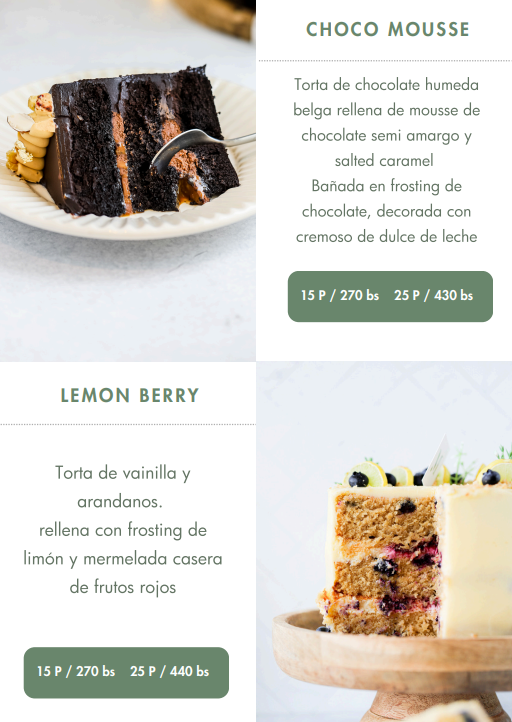 CHOCO MOUSSE
Torta de chocolate humeda
belga rellena de mousse de
chocolate semi amargo y
salted caramel
Bañada en frosting de
chocolate, decorada con
cremoso de dulce de leche
15 P / 270 bs 25 P / 430 bs
LEMON BERRY
Torta de vainilla y
arandanos.
rellena con frosting de
limón y mermelada casera
de frutos rojos
15 P / 270 bs 25 P / 440 bs